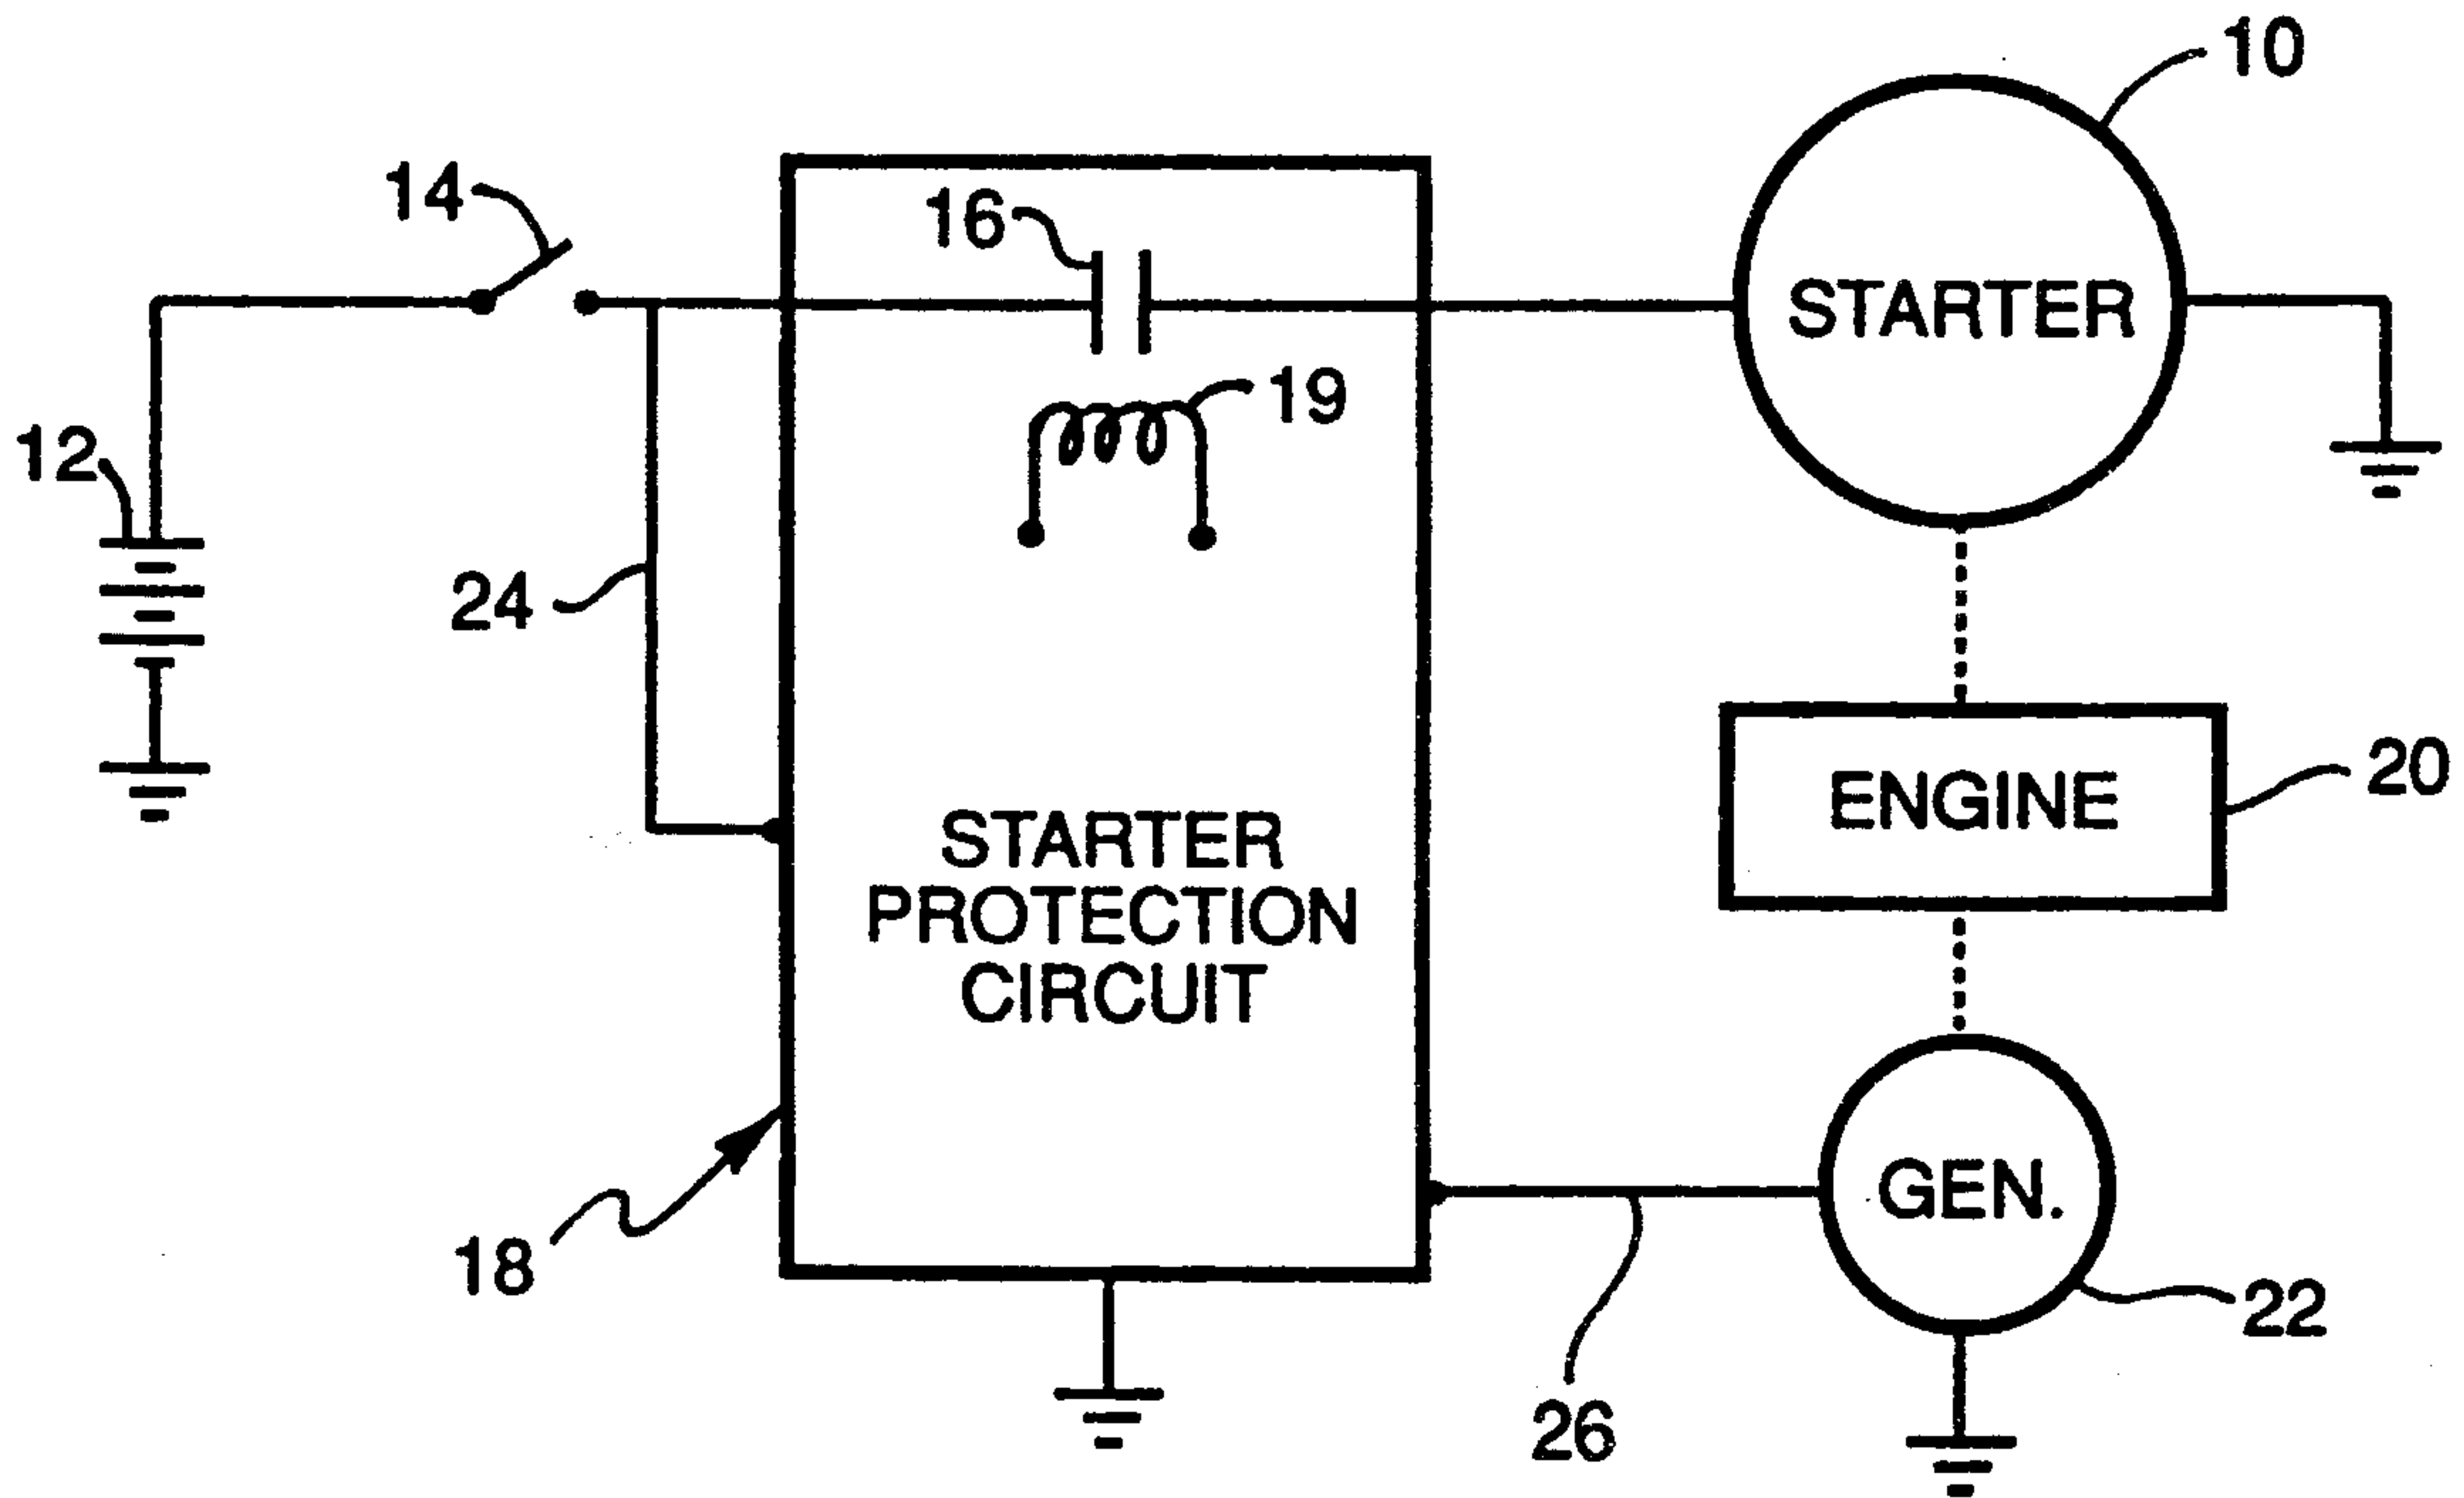 10
14
16
STARTER
19
12
24
20
ENGINE
STARTER
PROTECTION
CIRCUIT
GEN.
18
22
26